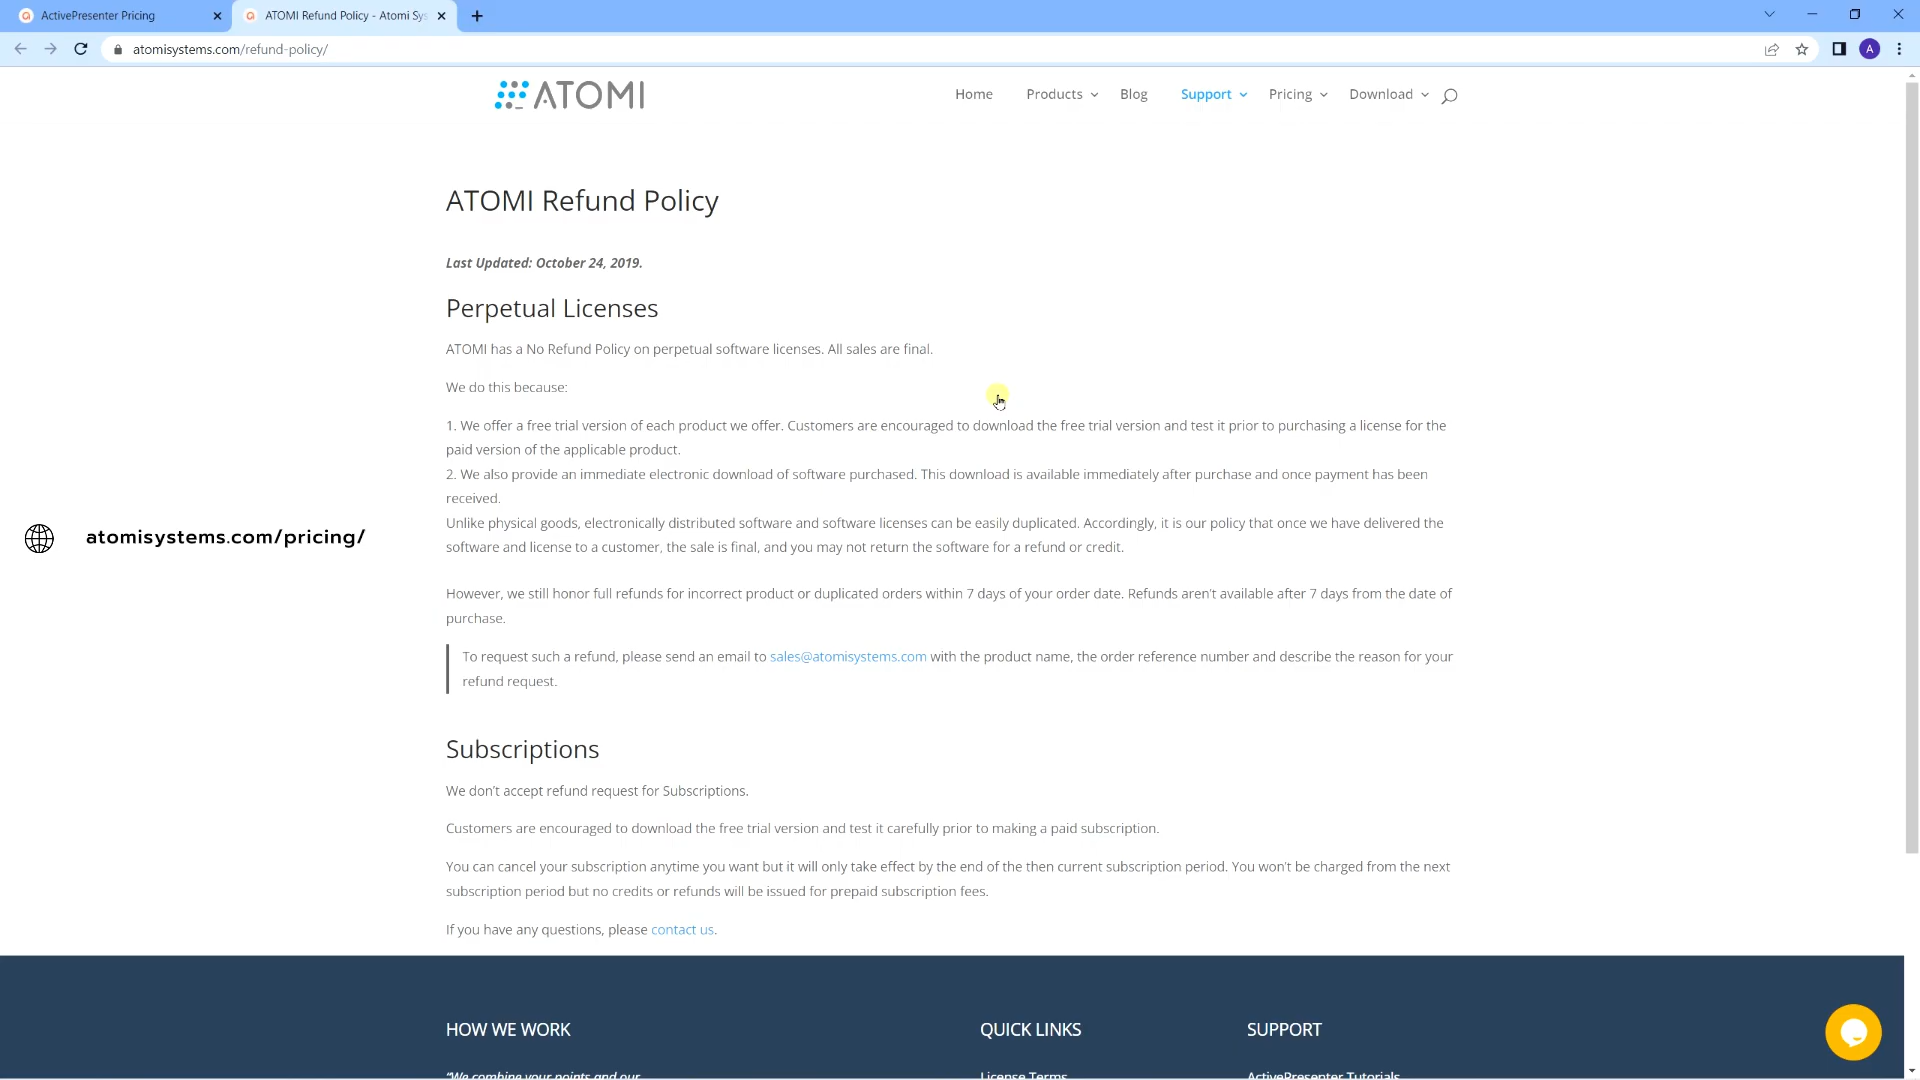 ActivePresenter Pricing
ATOMI Refund Policy - Atomi Sys
atomisystems.com/refund-policy/
A
ATOMI
Home
Products
Blog
Support
Pricing
Download
ATOMI Refund Policy
Last Updated: October 24, 2019.
Perpetual Licenses
ATOMI has a No Refund Policy on perpetual software licenses. All sales are final.
We do this because:
1. We offer a free trial version of each product we offer. Customers are encouraged to download the free trial version and test it prior to purchasing a license for the
paid version of the applicable product.
2. We also provide an immediate electronic download of software purchased. This download is available immediately after purchase and once payment has been
received.
Unlike physical goods, electronically distributed software and software licenses can be easily duplicated. Accordingly, it is our policy that once we have delivered the
software and license to a customer, the sale is final, and you may not return the software for a refund or credit.
atomisystems.com/pricing/
However, we still honor full refunds for incorrect product or duplicated orders within 7 days of your order date. Refunds aren't available after 7 days from the date of
purchase.
To request such a refund, please send an email to sales@atomisystems.com with the product name, the order reference number and describe the reason for your
refund request.
Subscriptions
We don't accept refund request for Subscriptions.
Customers are encouraged to download the free trial version and test it carefully prior to making a paid subscription.
You can cancel your subscription anytime you want but it will only take effect by the end of the then current subscription period. You won't be charged from the next
subscription period but no credits or refunds will be issued for prepaid subscription fees.
If you have any questions, please contact us.
HOW WE WORK
QUICK LINKS
SUPPORT
"We combine your points and our
License Terms
ActivePresenter Tutorials